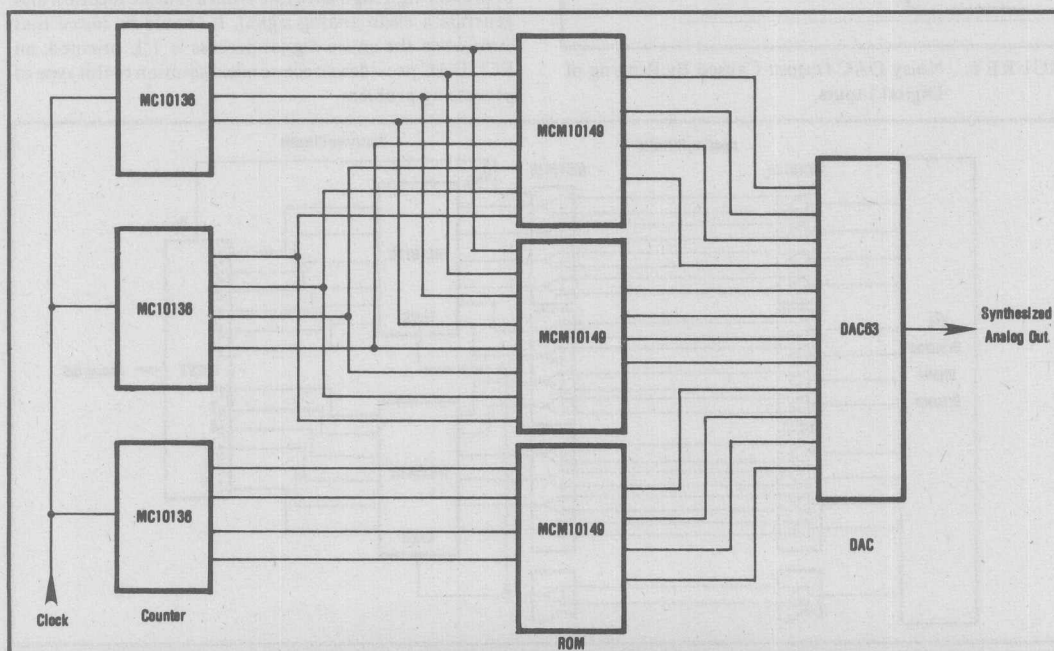 MC10136
MCM10149
MC10136
MCM10149
DAC63
Synthesized
Analog Out.
MC10136
MCM10149
DAC
Clock
Counter
ROM